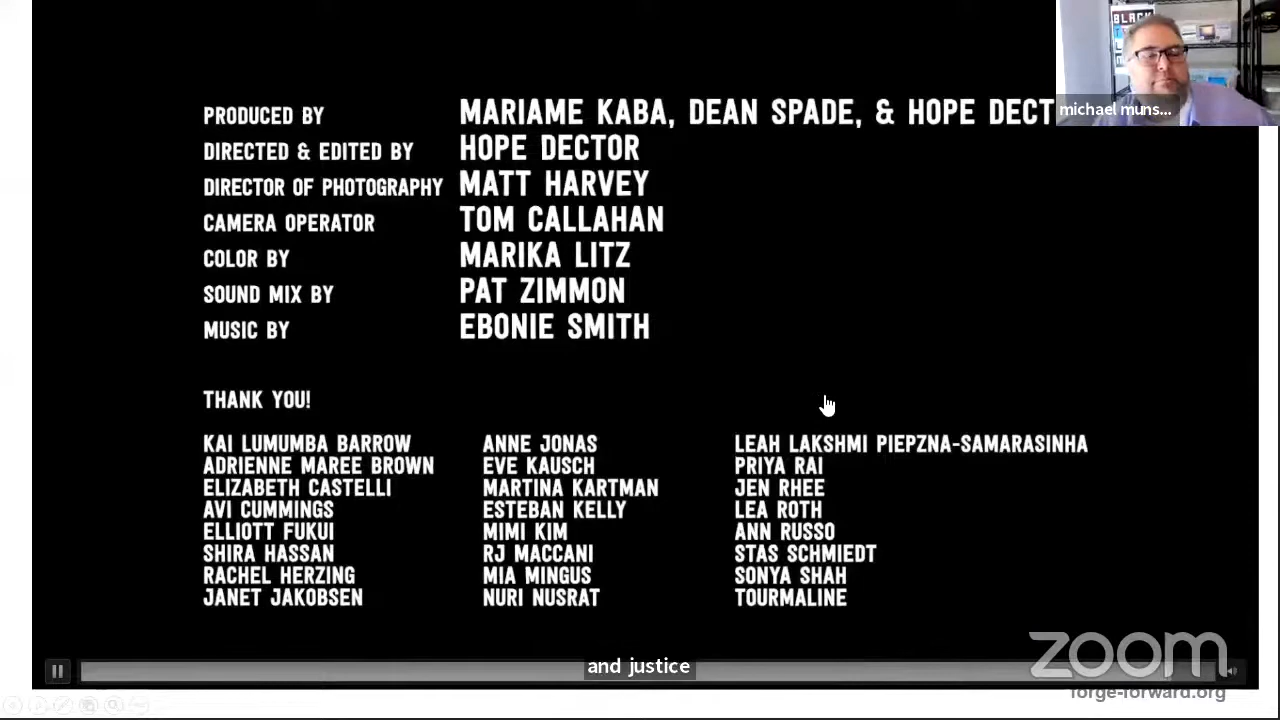 BLACK
PRODUCED BY MARIAME KABA, DEAN SPADE, & HOPE DECT
michael muns...
DIRECTED & EDITED BY HOPE DECTOR
DIRECTOR OF PHOTOGRAPHY MATT HARVEY
CAMERA OPERATOR TOM CALLAHAN
COLOR BY MARIKA LITZ
SOUND MIX BY PAT ZIMMON
MUSIC BY EBONIE SMITH
THANK YOU!
KAI LUMUMBA BARROW ANNE JONAS LEAH LAKSHMI PIEPZNA-SAMARASINHA
ADRIENNE MAREE BROWN EVE KAUSCH PRIYA RAI
ELIZABETH CASTELLI MARTINA KARTMAN JEN RHEE
AVI CUMMINGS ESTEBAN KELLY LEA ROTH
ELLIOTT FUKUI MIMI KIM ANN RUSSO
SHIRA HASSAN RJ MACCANI STAS SCHMIEDT
RACHEL HERZING MIA MINGUS SONYA SHAH
JANET JAKOBSEN NURI NUSRAT TOURMALINE
and justice
zoom
forge-forward.org